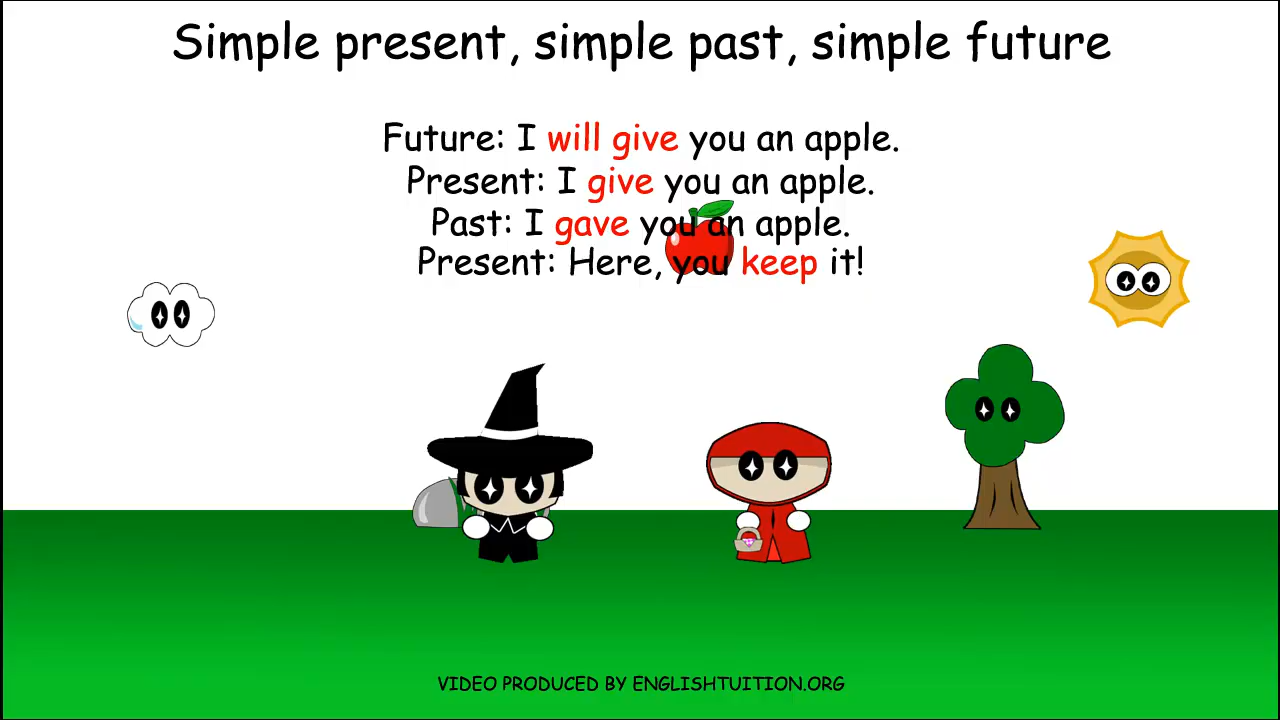 Simple present, simple past, simple future
Future: I will give you an apple.
Present: I give you an apple.
Past: I gave you an apple.
Present: Here, you keep it!
VIDEO PRODUCED BY ENGLISHTUITION.ORG